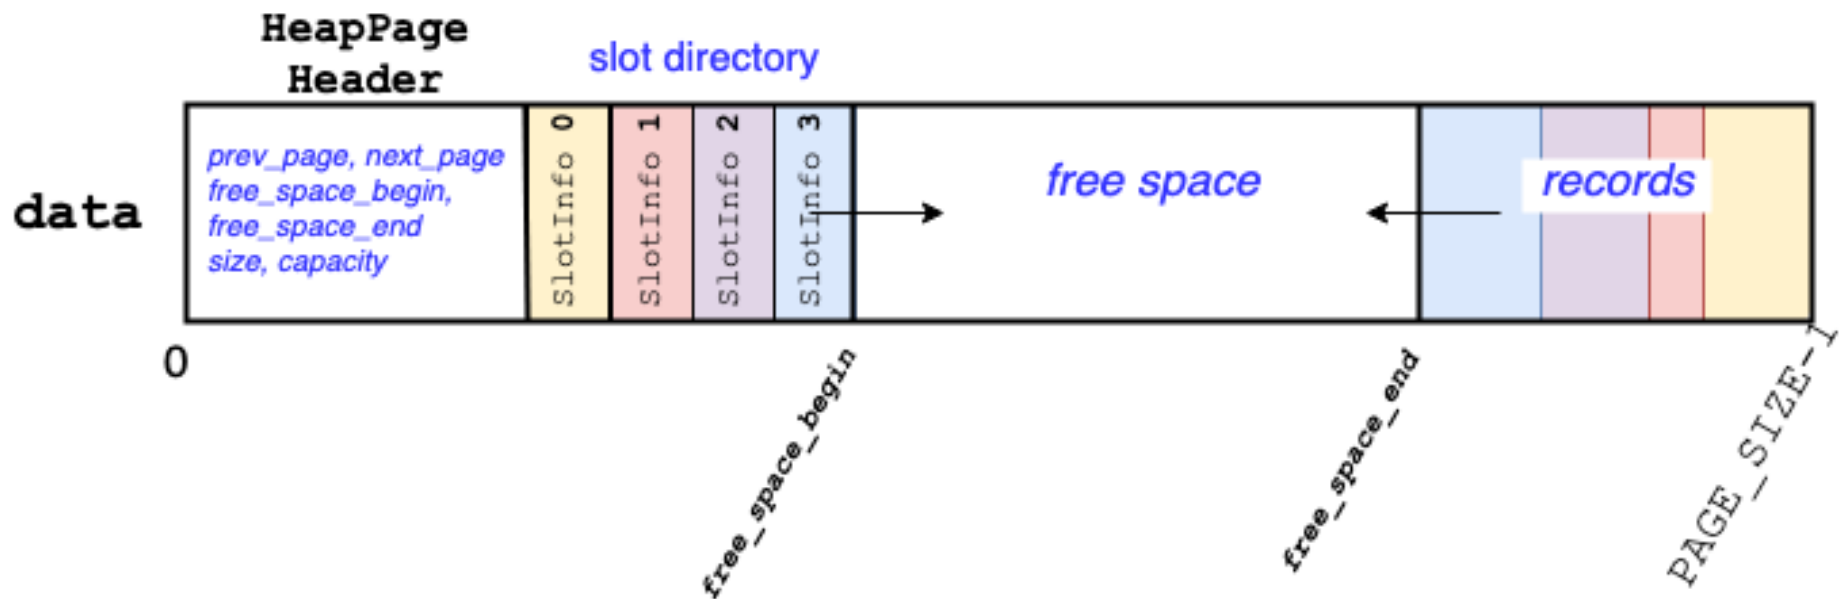 HeapPage
Header
slot directory
data
prev_page, next_page
free_space_begin,
free_space_end
size, capacity
SlotInfo 0
SlotInfo 1
SlotInfo 2
SlotInfo 3
free space
records
0
free_space_begin
free_space_end
PAGE_SIZE-1